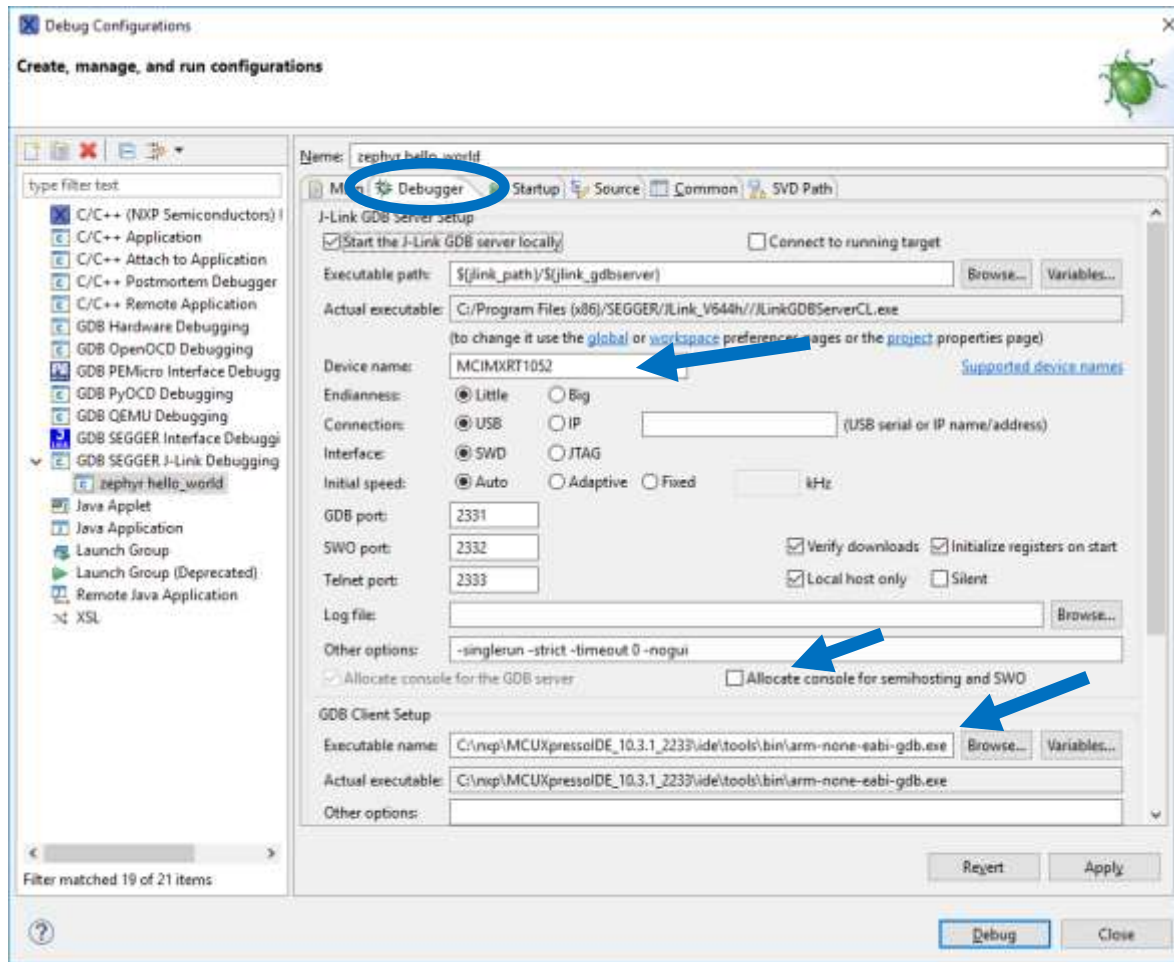 Debug Configurations
Create, manage, and run configurations
Name: zephyr hello_world
type filter text
C/C++ (NXP Semiconductors)
C/C++ Application
C/C++ Attach to Application
C/C++ Postmortem Debugger
C/C++ Remote Application
GDB Hardware Debugging
GDB OpenOCD Debugging
GDB PEMicro Interface Debugg
GDB PyOCD Debugging
GDB QEMU Debugging
GDB SEGGER Interface Debuggi
GDB SEGGER J-Link Debugging
zephyr hello_world
Java Applet
Java Application
Launch Group
Launch Group (Deprecated)
Remote Java Application
XSL
Filter matched 19 of 21 items
Debugger Startup Source Common SVD Path
J-Link GDB Server Setup
Start the J-Link GDB server locally Connect to running target
Executable path: ${jlink_path}/${jlink_gdbserver} Browse... Variables...
Actual executable: C:/Program Files (x86)/SEGGER/JLink_V644h//JLinkGDBServerCL.exe
(to change it use the global or workspace preferences pages or the project properties page)
Device name: MCIMXRT1052 Supported device names
Endianness: Little Big
Connection: USB IP (USB serial or IP name/address)
Interface: SWD JTAG
Initial speed: Auto Adaptive Fixed kHz
GDB port: 2331
SWO port: 2332 Verify downloads Initialize registers on start
Telnet port: 2333 Local host only Silent
Log file: Browse...
Other options: -singlerun -strict -timeout 0 -nogui
Allocate console for the GDB server Allocate console for semihosting and SWO
GDB Client Setup
Executable name: C:\nxp\MCUXpressoIDE_10.3.1_2233\ide\tools\bin\arm-none-eabi-gdb.exe Browse... Variables...
Actual executable: C:\nxp\MCUXpressoIDE_10.3.1_2233\ide\tools\bin\arm-none-eabi-gdb.exe
Other options:
Revert Apply
Debug Close